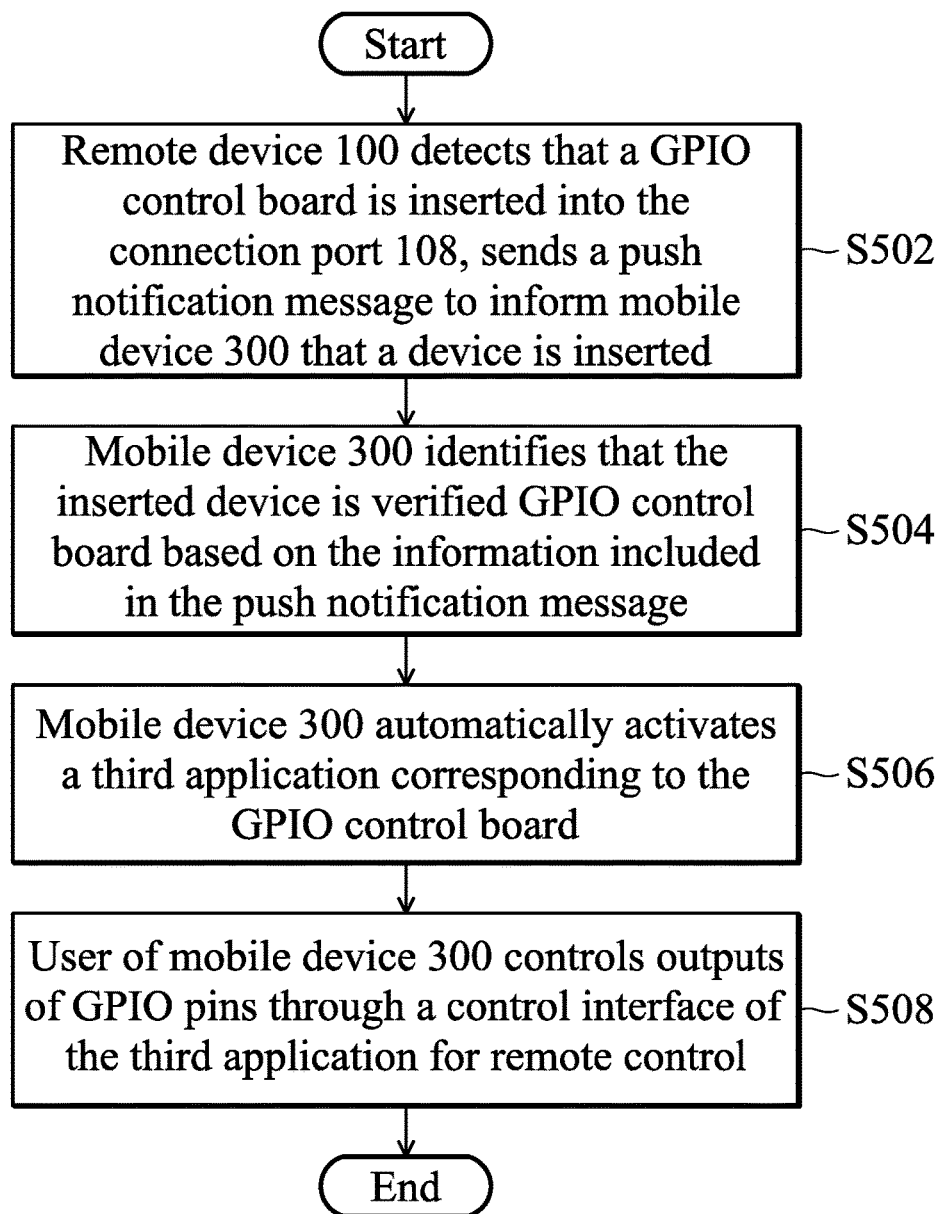 Start
Remote device 100 detects that a GPIO
control board is inserted into the
connection port 108, sends a push
notification message to inform mobile
device 300 that a device is inserted
S502
Mobile device 300 identifies that the
inserted device is verified GPIO control
board based on the information included
in the push notification message
S504
Mobile device 300 automatically activates
a third application corresponding to the
GPIO control board
S506
User of mobile device 300 controls outputs
of GPIO pins through a control interface of
the third application for remote control
S508
End